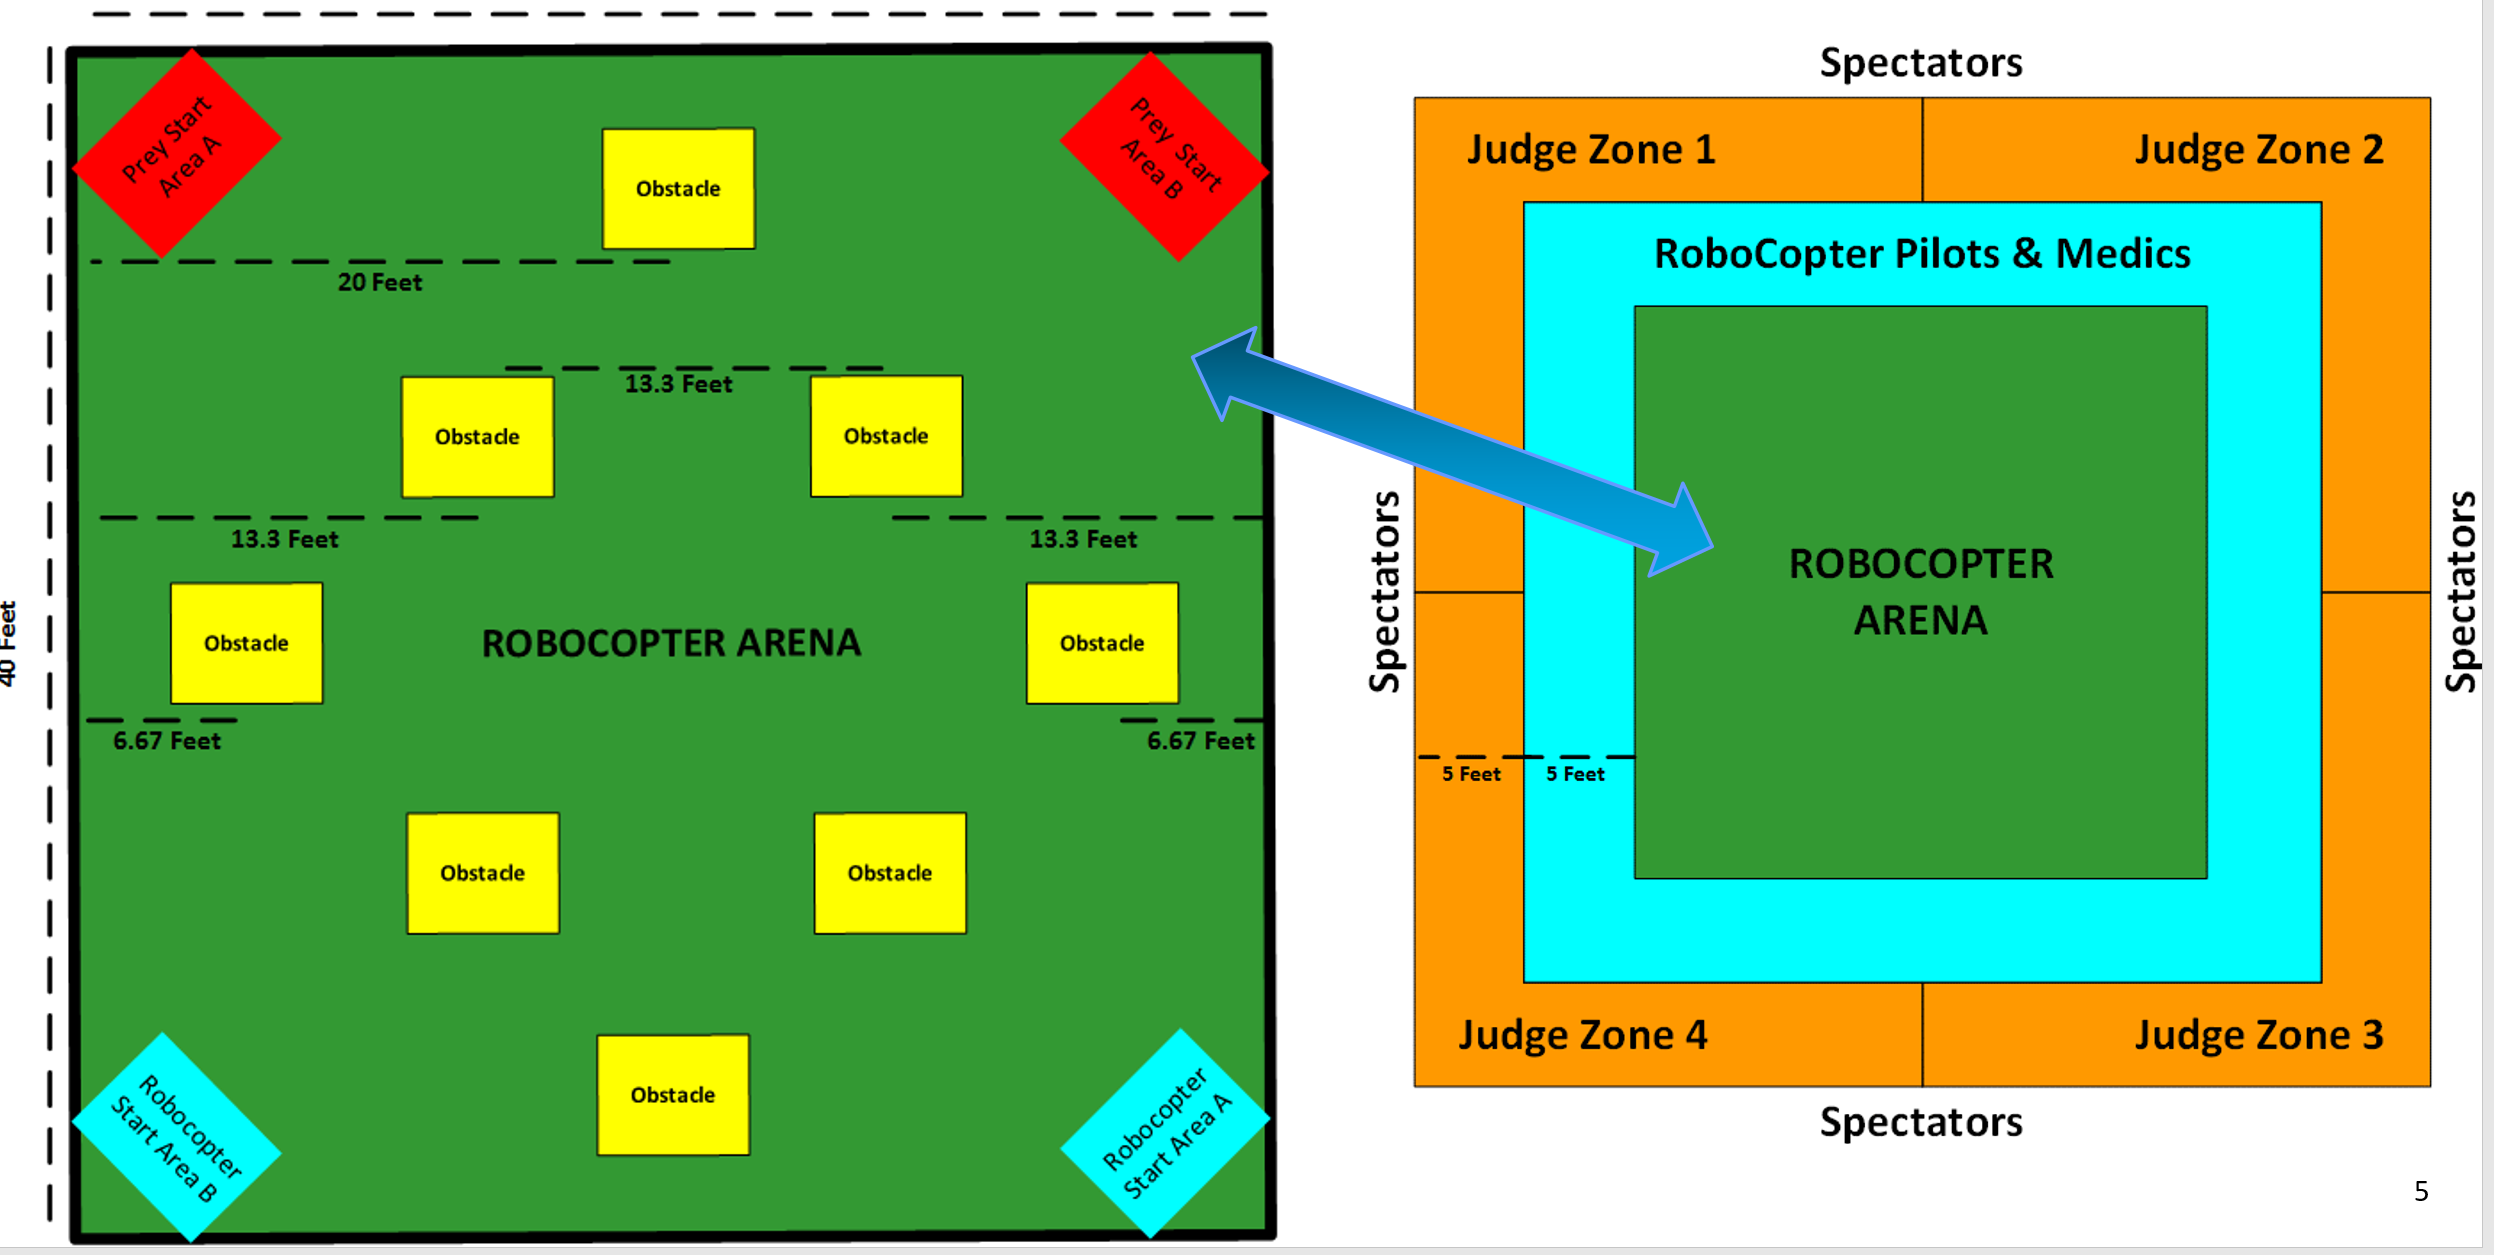 40 Feet
Prey Start
Area A
Prey Start
Area B
Obstacle
20 Feet
13.3 Feet
Obstacle
Obstacle
13.3 Feet
13.3 Feet
Obstacle
ROBOCOPTER ARENA
Obstacle
6.67 Feet
6.67 Feet
Obstacle
Obstacle
Obstacle
Robocopter
Start Area B
Robocopter
Start Area A
Spectators
Judge Zone 1
Judge Zone 2
RoboCopter Pilots & Medics
Spectators
ROBOCOPTER
ARENA
Spectators
5 Feet
5 Feet
Judge Zone 4
Judge Zone 3
Spectators
5